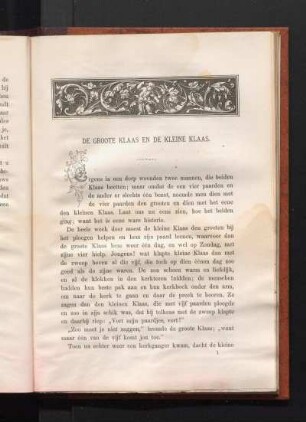 DE GROOTE KLAAS EN DE KLEINE KLAAS.
Ergens in een dorp woonden twee mannen, die beiden
Klaas heetten; maar onder de een vier paarden en
de ander er slechts één bezat, noemde men dien met
de vier paarden den grooten en dien met het eene
den kleinen Klaas. Laat ons nu eens zien, hoe het beiden
ging; want het is eene ware historie.
De heele week door moest de kleine Klaas den grooten bij het
ploegen helpen en hem zijn paard leenen, waarvoor dan
de groote Klaas hem weer één dag, en wel op Zondag, met
zijn vier hielp. Jongens! wat klapte kleine Klaas dan met
de zweep boven al die vijf, die toch op dien éénen dag zoo
goed als de zijne waren. De zon scheen warm en liefelijk,
en al de klokken in den kerktoren luidden; de menschen
hadden hun beste pak aan en hun kerkboek onder den arm,
om naar de kerk te gaan en daar de preek te hooren. Ze
zagen dan den kleinen Klaas, die met vijf paarden ploegde
en zoo in zijn schik was, dat hij telkens met de zweep klapte
en daarbij riep: „Vort mijn paardjes, vort!”
„Zoo moet je niet zeggen,” bromde de groote Klaas; „want
maar één van de vijf komt jou toe.”
Toen nu echter weer een kerkganger kwam, dacht de kleine
1